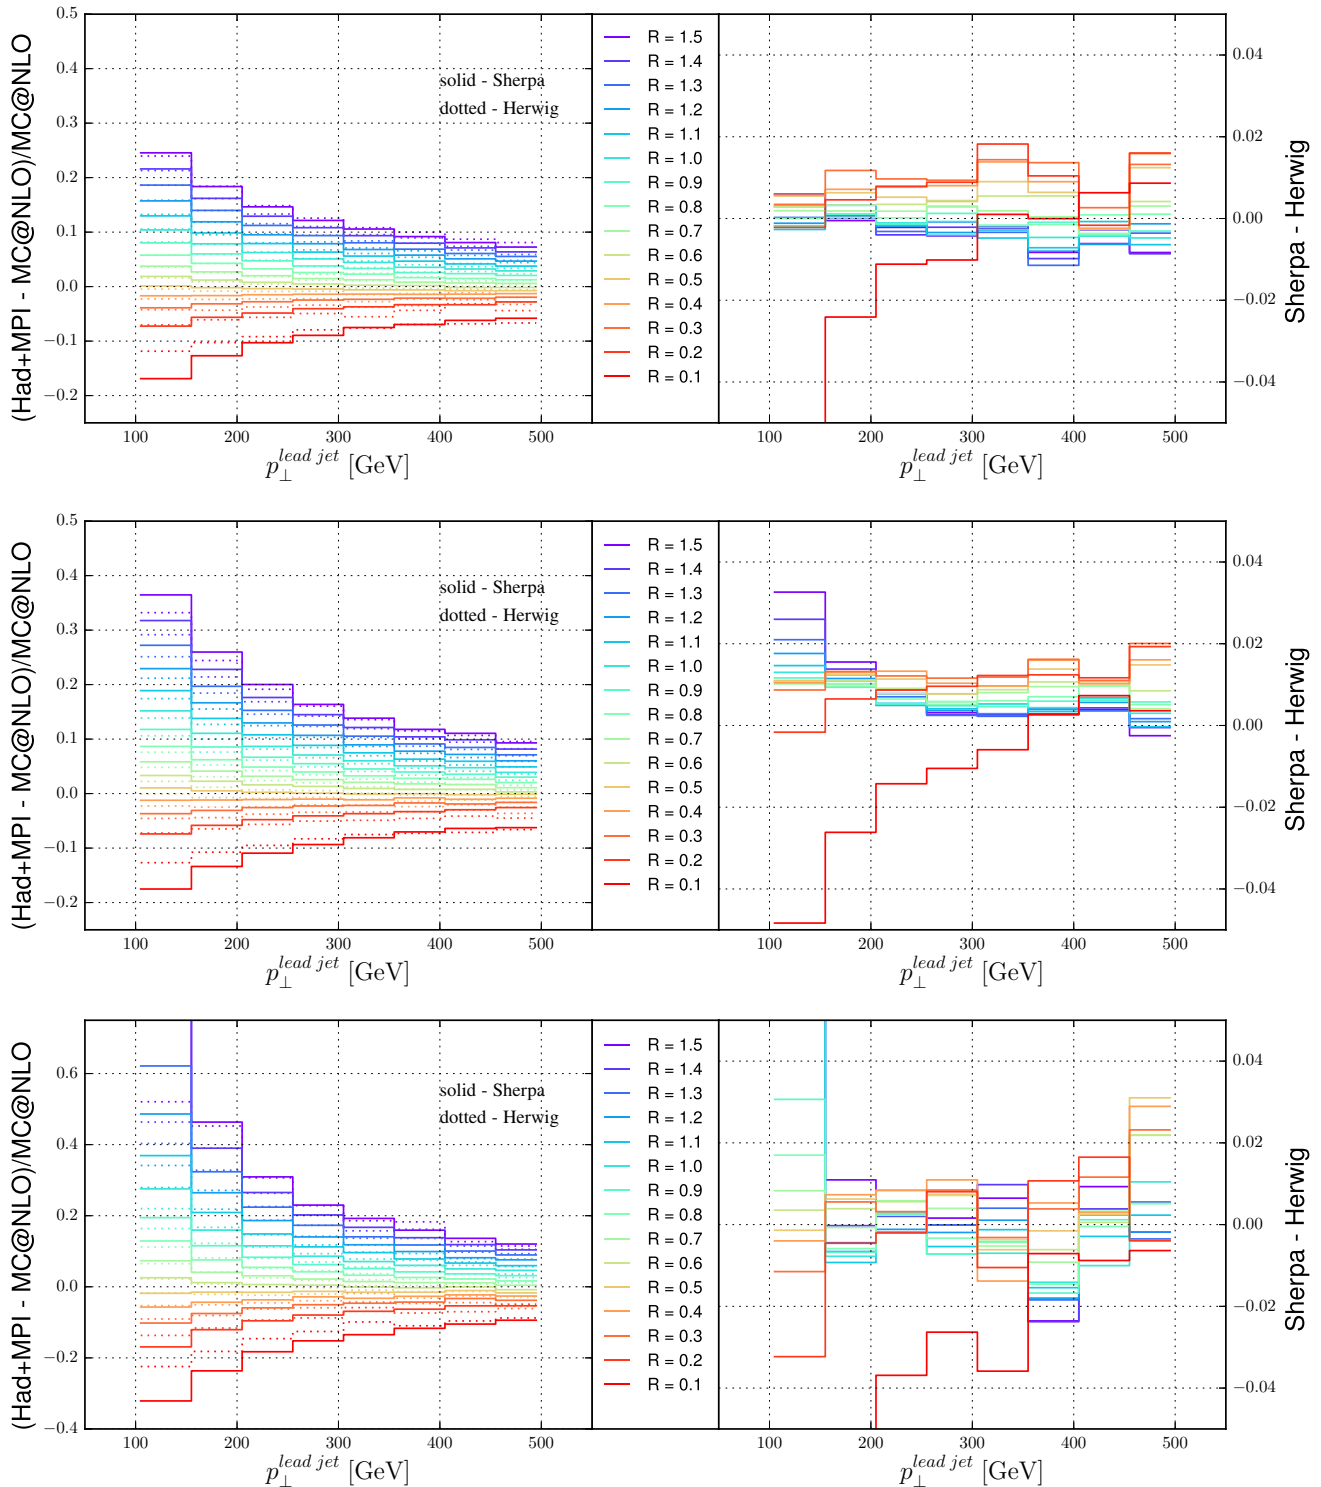 (Had+MPI - MC@NLO)/MC@NLO
0.5
0.4
0.3
0.2
0.1
0.0
−0.1
−0.2
solid - Sherpa
dotted - Herwig
100 200 300 400 500
p⊥^{lead jet} [GeV]
R = 1.5
R = 1.4
R = 1.3
R = 1.2
R = 1.1
R = 1.0
R = 0.9
R = 0.8
R = 0.7
R = 0.6
R = 0.5
R = 0.4
R = 0.3
R = 0.2
R = 0.1
0.04
0.02
0.00
−0.02
−0.04
Sherpa - Herwig
100 200 300 400 500
p⊥^{lead jet} [GeV]
(Had+MPI - MC@NLO)/MC@NLO
0.5
0.4
0.3
0.2
0.1
0.0
−0.1
−0.2
solid - Sherpa
dotted - Herwig
100 200 300 400 500
p⊥^{lead jet} [GeV]
R = 1.5
R = 1.4
R = 1.3
R = 1.2
R = 1.1
R = 1.0
R = 0.9
R = 0.8
R = 0.7
R = 0.6
R = 0.5
R = 0.4
R = 0.3
R = 0.2
R = 0.1
0.04
0.02
0.00
−0.02
−0.04
Sherpa - Herwig
100 200 300 400 500
p⊥^{lead jet} [GeV]
(Had+MPI - MC@NLO)/MC@NLO
0.6
0.4
0.2
0.0
−0.2
−0.4
solid - Sherpa
dotted - Herwig
100 200 300 400 500
p⊥^{lead jet} [GeV]
R = 1.5
R = 1.4
R = 1.3
R = 1.2
R = 1.1
R = 1.0
R = 0.9
R = 0.8
R = 0.7
R = 0.6
R = 0.5
R = 0.4
R = 0.3
R = 0.2
R = 0.1
0.04
0.02
0.00
−0.02
−0.04
Sherpa - Herwig
100 200 300 400 500
p⊥^{lead jet} [GeV]